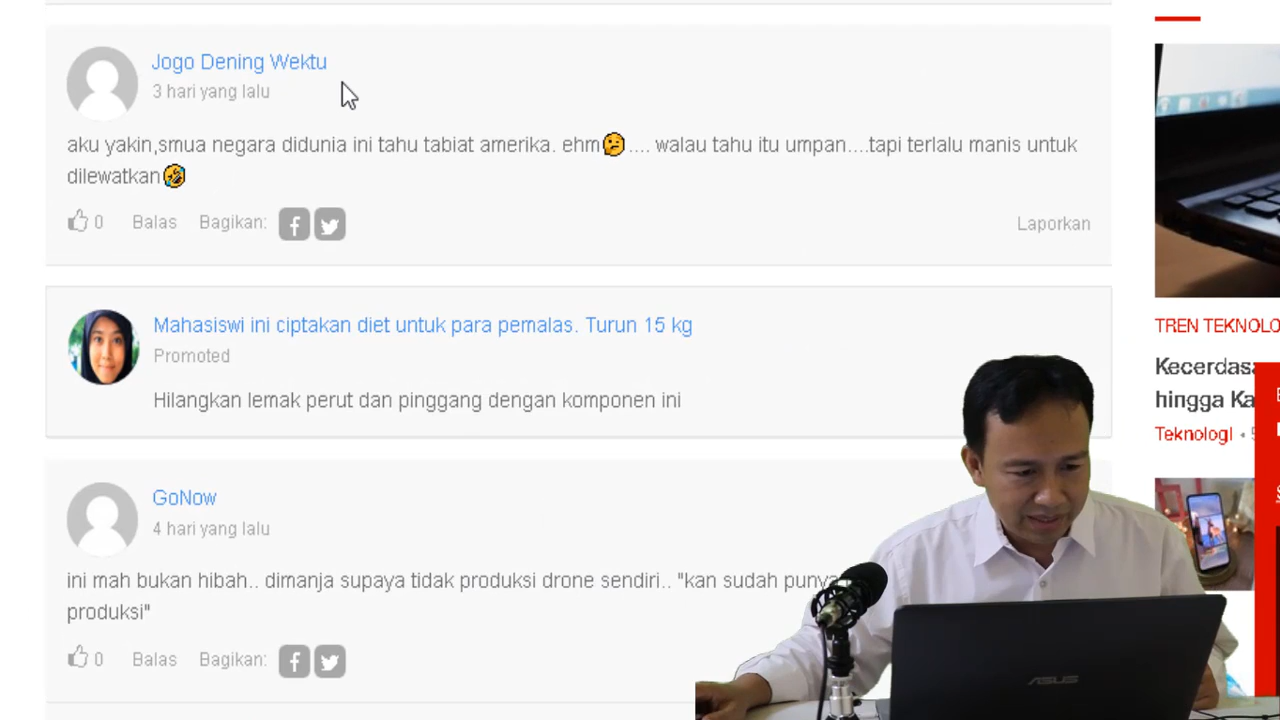 Jogo Dening Wektu
3 hari yang lalu
aku yakin,smua negara didunia ini tahu tabiat amerika. ehm🤔.... walau tahu itu umpan....tapi terlalu manis untuk
dilewatkan🤣
0 Balas Bagikan: Laporkan
Mahasiswi ini ciptakan diet untuk para pemalas. Turun 15 kg
Promoted
Hilangkan lemak perut dan pinggang dengan komponen ini
GoNow
4 hari yang lalu
ini mah bukan hibah.. dimanja supaya tidak produksi drone sendiri.. "kan sudah punya
produksi"
0 Balas Bagikan:
TREN TEKNOLO
Kecerdasa
hingga Ka
Teknologi
ASUS